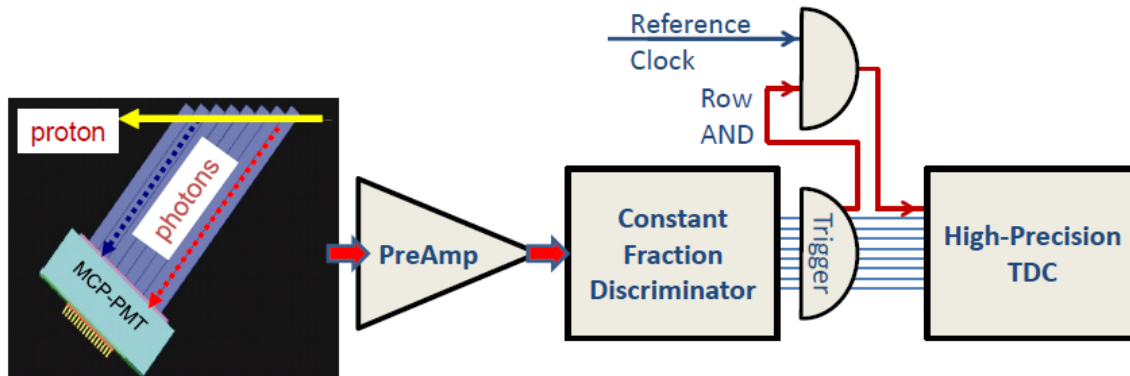 Reference
Clock
Row
AND
proton
photons
MCP-PMT
PreAmp
Constant
Fraction
Discriminator
Trigger
High-Precision
TDC